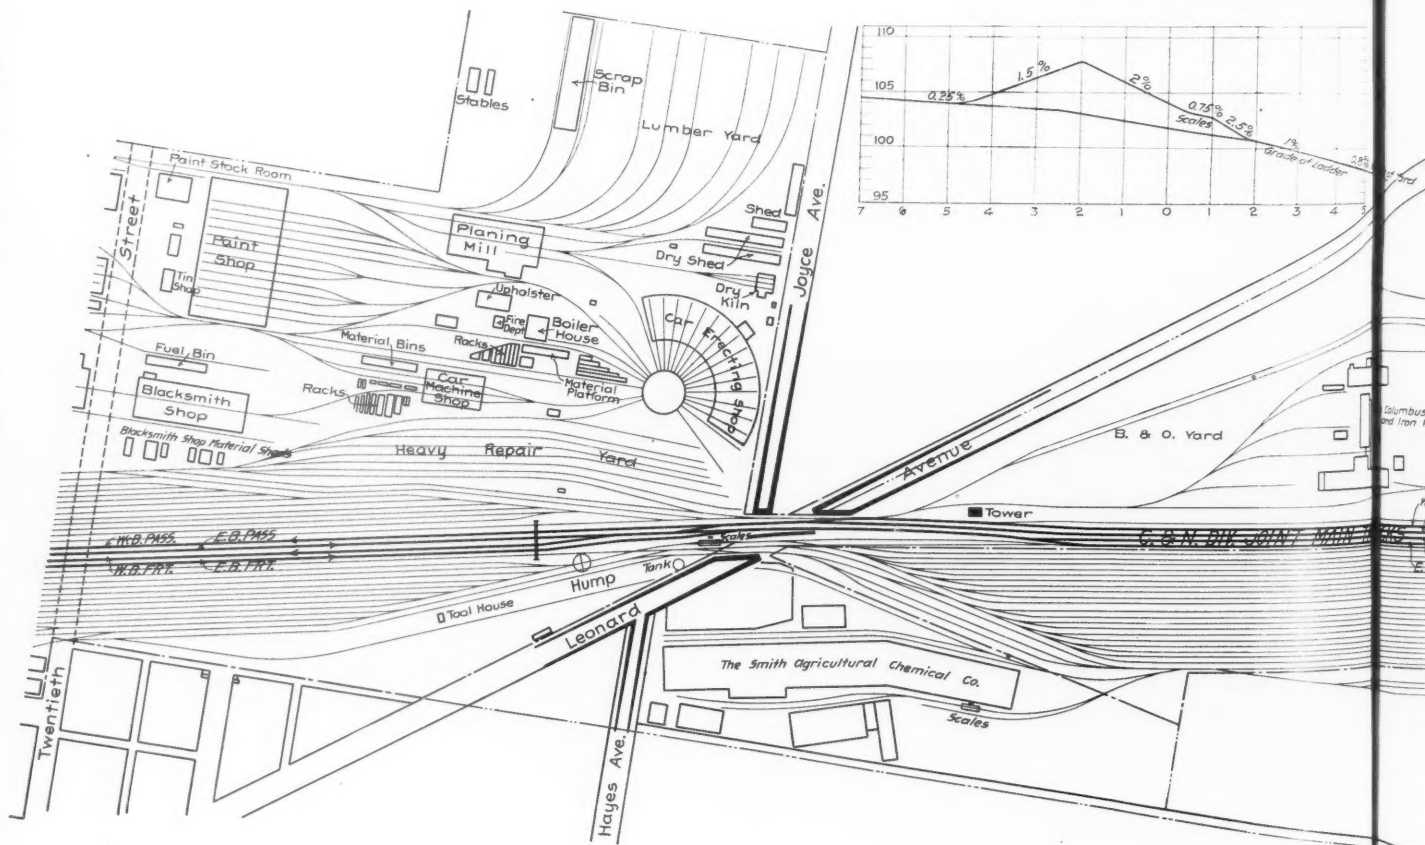 110
105
100
95
7 6 5 4 3 2 1 0 1 2 3 4 5
0.25%
1.5%
2%
0.75%
Scales
2.5%
1%
Grade of Ladder
Stables
Scrap
Bin
Lumber Yard
Joyce Ave.
Paint Stock Room
Street
Paint
Shop
Tin
Shop
Planing
Mill
Shed
Dry Shed
Dry
Kiln
Upholster
Fire
Dept
Boiler
House
Racks
Material
Platform
Car
Erecting Shop
Fuel Bin
Material Bins
Racks
Car
Machine
Shop
Blacksmith
Shop
Blacksmith Shop Material Sheds
Heavy Repair Yard
Avenue
B. & O. Yard
Columbus
and Iron
Tower
W.B. PASS.
E.B. PASS
W.B. FRT.
E.B. FRT.
Scales
C. & N. DIV. JOINT MAIN TRACKS
Hump
Tank
Tool House
Leonard
The Smith Agricultural Chemical Co.
Scales
Twentieth
Hayes Ave.